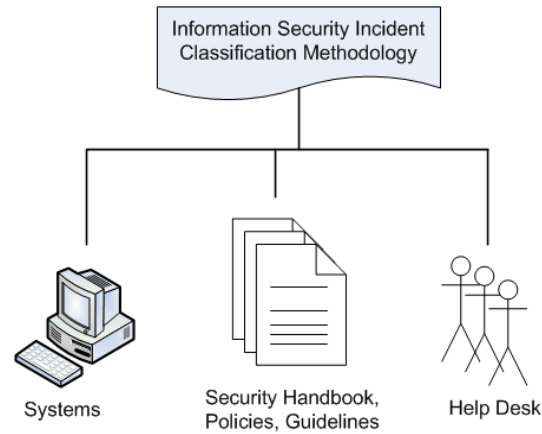 Information Security Incident
Classification Methodology
Systems
Security Handbook,
Policies, Guidelines
Help Desk